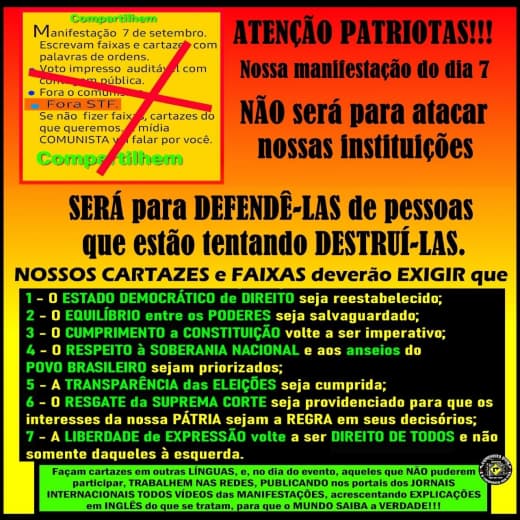 Compartilhem
Manifestação 7 de setembro.
Escrevam faixas e cartazes com
palavras de ordens.
Voto impresso auditável com
pública.
Fora o
Fora STF.
Se não fizer faixas, cartazes do
que queremos, mídia
COMUNISTA falar por você.
Compartilhem
ATENÇÃO PATRIOTAS!!!
Nossa manifestação do dia 7
NÃO será para atacar
nossas instituições
SERÁ para DEFENDÊ-LAS de pessoas
que estão tentando DESTRUÍ-LAS.
NOSSOS CARTAZES e FAIXAS deverão EXIGIR que
1 - O ESTADO DEMOCRÁTICO de DIREITO seja reestabelecido;
2 - O EQUILÍBRIO entre os PODERES seja salvaguardado;
3 - O CUMPRIMENTO a CONSTITUIÇÃO volte a ser imperativo;
4 - O RESPEITO à SOBERANIA NACIONAL e aos anseios do
POVO BRASILEIRO sejam priorizados;
5 - A TRANSPARÊNCIA das ELEIÇÕES seja cumprida;
6 - O RESGATE da SUPREMA CORTE seja providenciado para que os
interesses da nossa PÁTRIA sejam a REGRA em seus decisórios;
7 - A LIBERDADE de EXPRESSÃO volte a ser DIREITO DE TODOS e não
somente daqueles à esquerda.
Façam cartazes em outras LÍNGUAS, e, no dia do evento, aqueles que NÃO puderem
participar, TRABALHEM NAS REDES, PUBLICANDO nos portais dos JORNAIS
INTERNACIONAIS TODOS VÍDEOS das MANIFESTAÇÕES, acrescentando EXPLICAÇÕES
em INGLÊS do que se tratam, para que o MUNDO SAIBA a VERDADE!!!